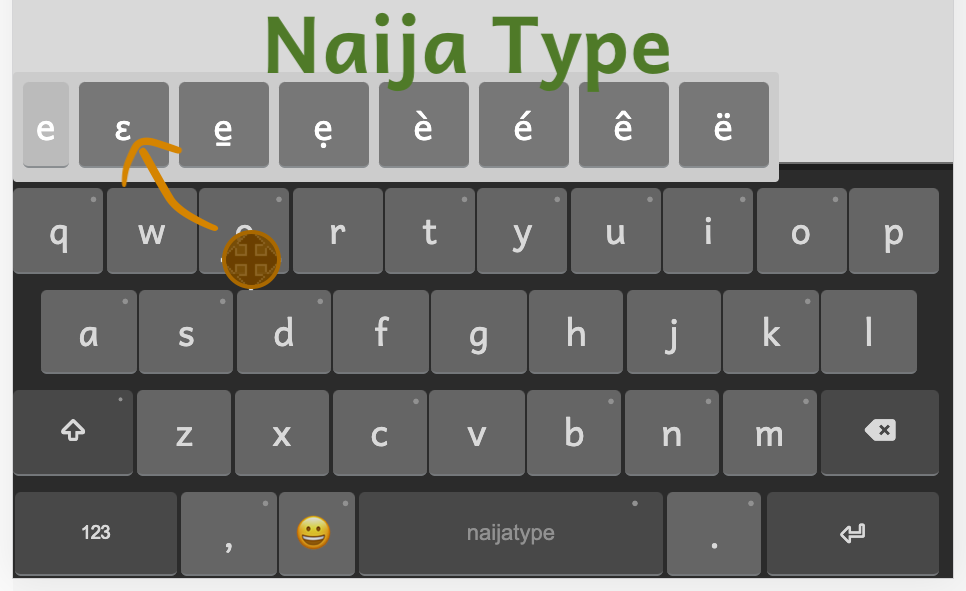 Naija Type
e ɛ e̱ ẹ è é ê ë
q w e r t y u i o p
a s d f g h j k l
z x c v b n m
123 , 😀 naijatype .